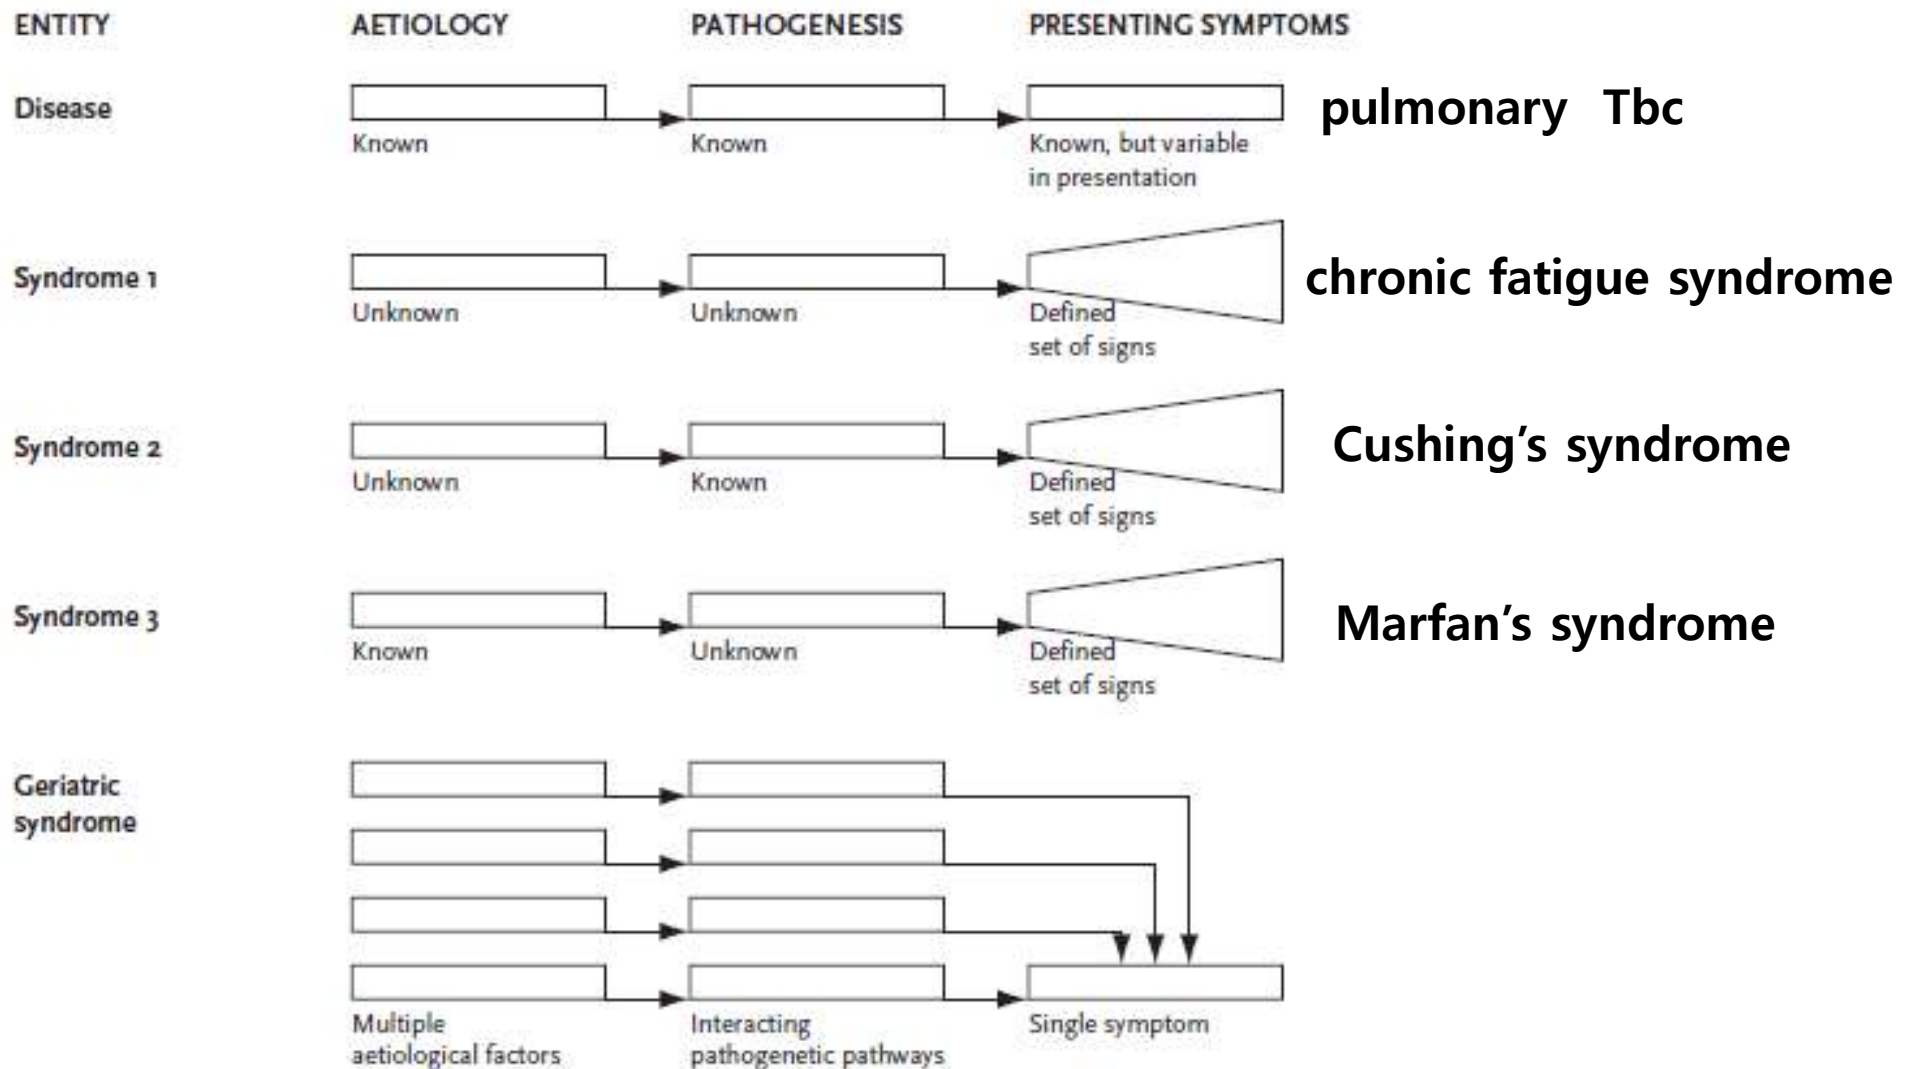 ENTITY AETIOLOGY PATHOGENESIS PRESENTING SYMPTOMS
Disease pulmonary Tbc
Known Known Known, but variable
in presentation
Syndrome 1 chronic fatigue syndrome
Unknown Unknown Defined
set of signs
Syndrome 2 Cushing’s syndrome
Unknown Known Defined
set of signs
Syndrome 3 Marfan’s syndrome
Known Unknown Defined
set of signs
Geriatric
syndrome
Multiple Interacting Single symptom
aetiological factors pathogenetic pathways